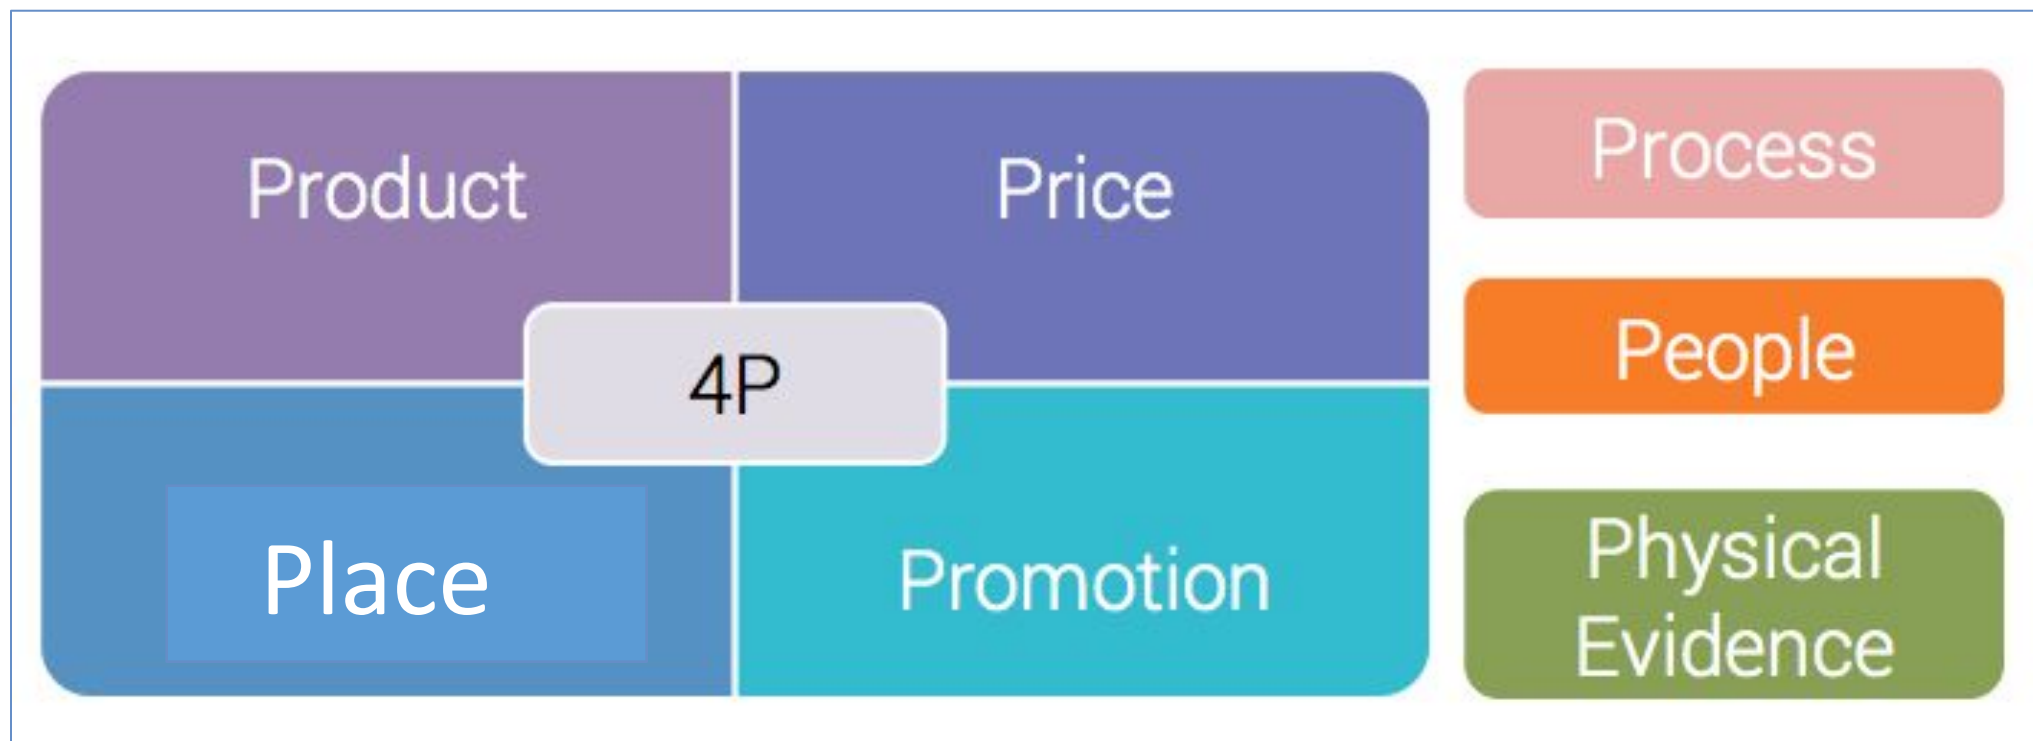 Product
Price
4P
Place
Promotion
Process
People
Physical
Evidence